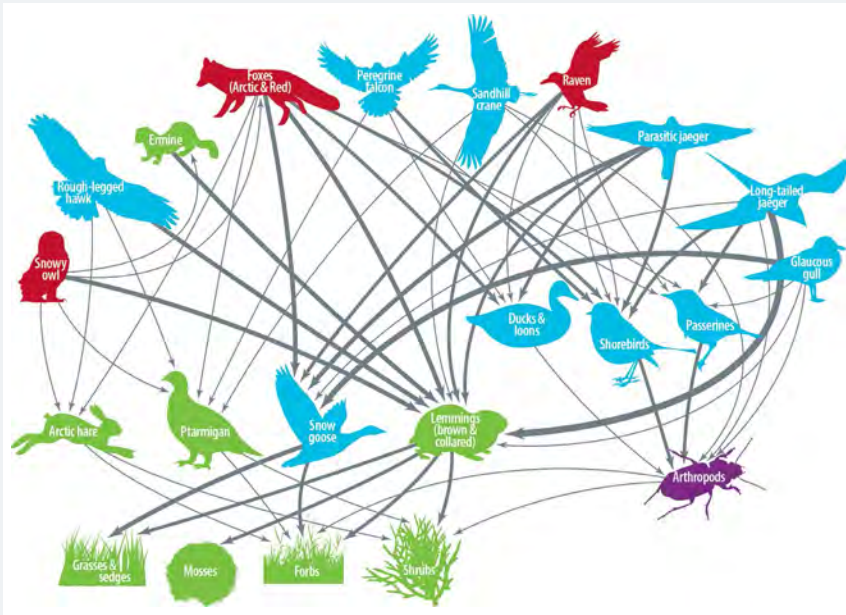 Foxes
(Arctic & Red)
Peregrine
falcon
Sandhill
crane
Raven
Ermine
Parasitic jaeger
Rough-legged
hawk
Long-tailed
jaeger
Snowy
owl
Glaucous
gull
Ducks &
loons
Shorebirds
Passerines
Arctic hare
Ptarmigan
Snow
goose
Lemmings
(brown &
collared)
Arthropods
Grasses &
sedges
Mosses
Forbs
Shrubs